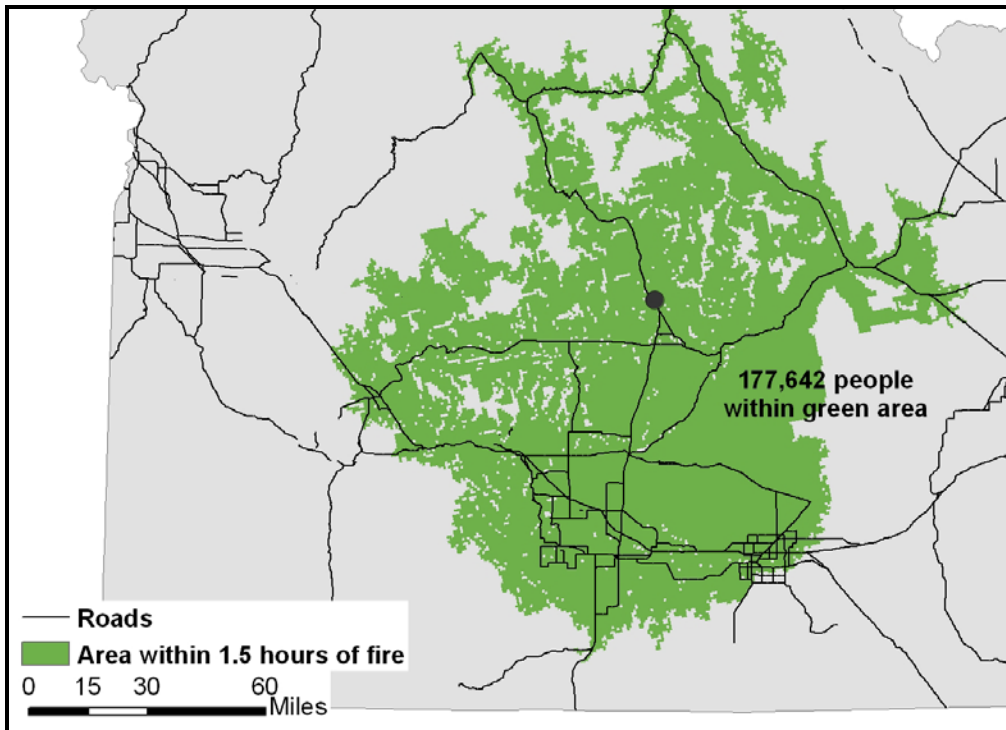 177,642 people
within green area
Roads
Area within 1.5 hours of fire
0 15 30 60
Miles